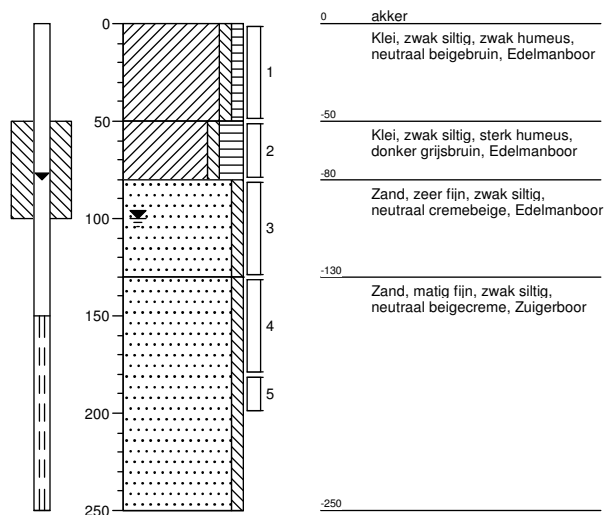 0
50
100
150
200
250
1
2
3
4
5
0 akker
Klei, zwak siltig, zwak humeus,
neutraal beigebruin, Edelmanboor
-50
Klei, zwak siltig, sterk humeus,
donker grijsbruin, Edelmanboor
-80
Zand, zeer fijn, zwak siltig,
neutraal cremebeige, Edelmanboor
-130
Zand, matig fijn, zwak siltig,
neutraal beigecreme, Zuigerboor
-250